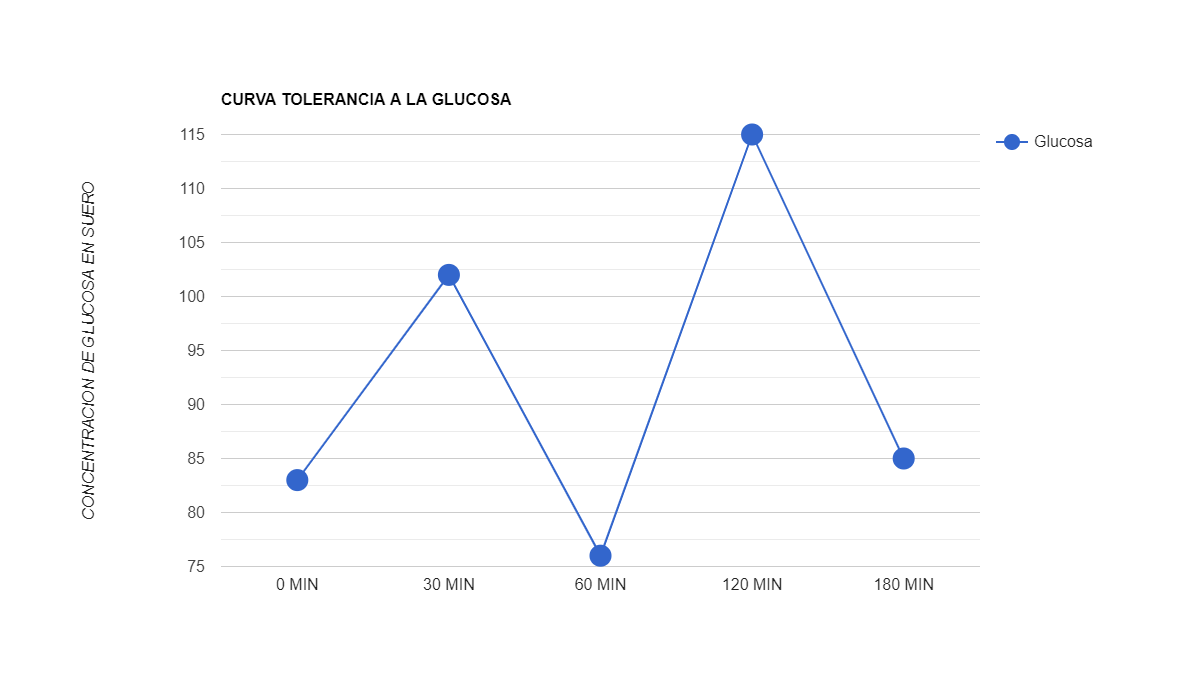 CURVA TOLERANCIA A LA GLUCOSA
Glucosa
CONCENTRACION DE GLUCOSA EN SUERO
115
110
105
100
95
90
85
80
75
0 MIN 30 MIN 60 MIN 120 MIN 180 MIN